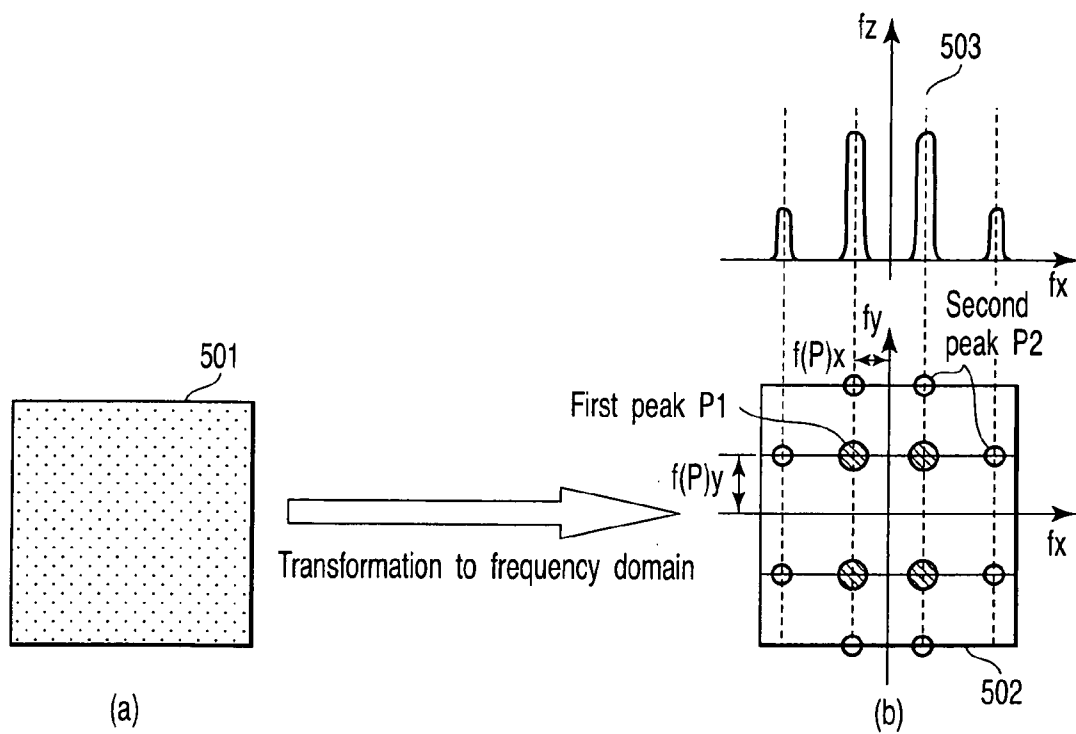 fz
503
fx
Second
peak P2
fy
f(P)x
501
First peak P1
f(P)y
fx
Transformation to frequency domain
502
(a)
(b)